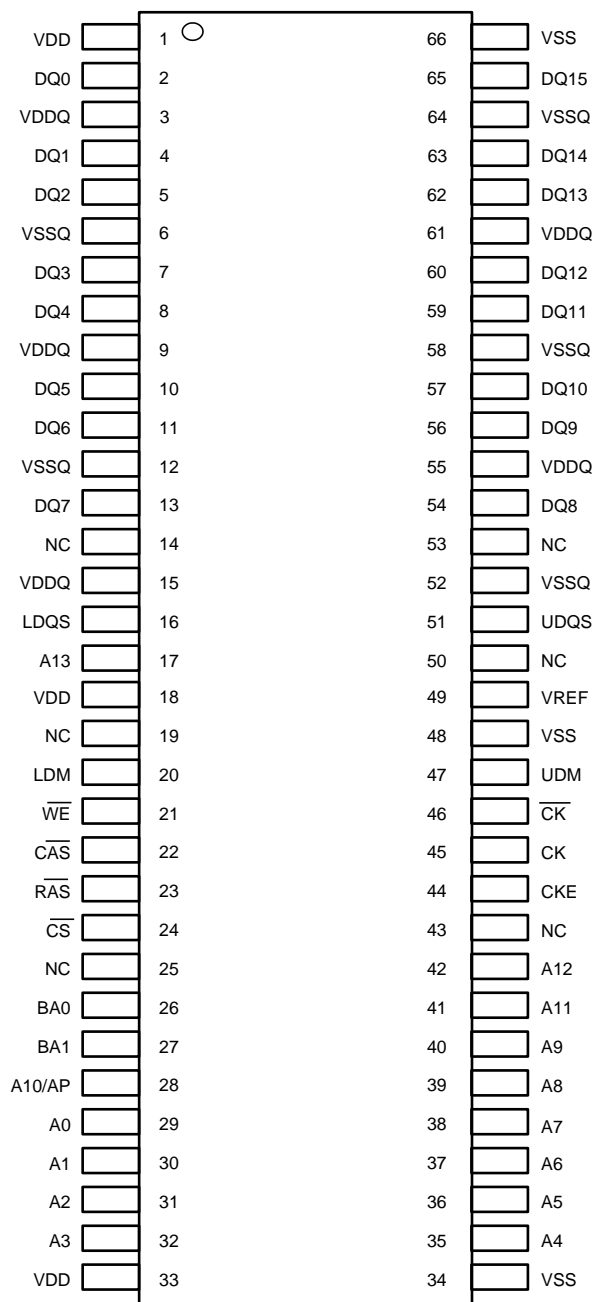 VDD 1 66 VSS
DQ0 2 65 DQ15
VDDQ 3 64 VSSQ
DQ1 4 63 DQ14
DQ2 5 62 DQ13
VSSQ 6 61 VDDQ
DQ3 7 60 DQ12
DQ4 8 59 DQ11
VDDQ 9 58 VSSQ
DQ5 10 57 DQ10
DQ6 11 56 DQ9
VSSQ 12 55 VDDQ
DQ7 13 54 DQ8
NC 14 53 NC
VDDQ 15 52 VSSQ
LDQS 16 51 UDQS
A13 17 50 NC
VDD 18 49 VREF
NC 19 48 VSS
LDM 20 47 UDM
W̅E̅ 21 46 C̅K̅
CA̅S̅ 22 45 CK
R̅A̅S̅ 23 44 CKE
C̅S̅ 24 43 NC
NC 25 42 A12
BA0 26 41 A11
BA1 27 40 A9
A10/AP 28 39 A8
A0 29 38 A7
A1 30 37 A6
A2 31 36 A5
A3 32 35 A4
VDD 33 34 VSS